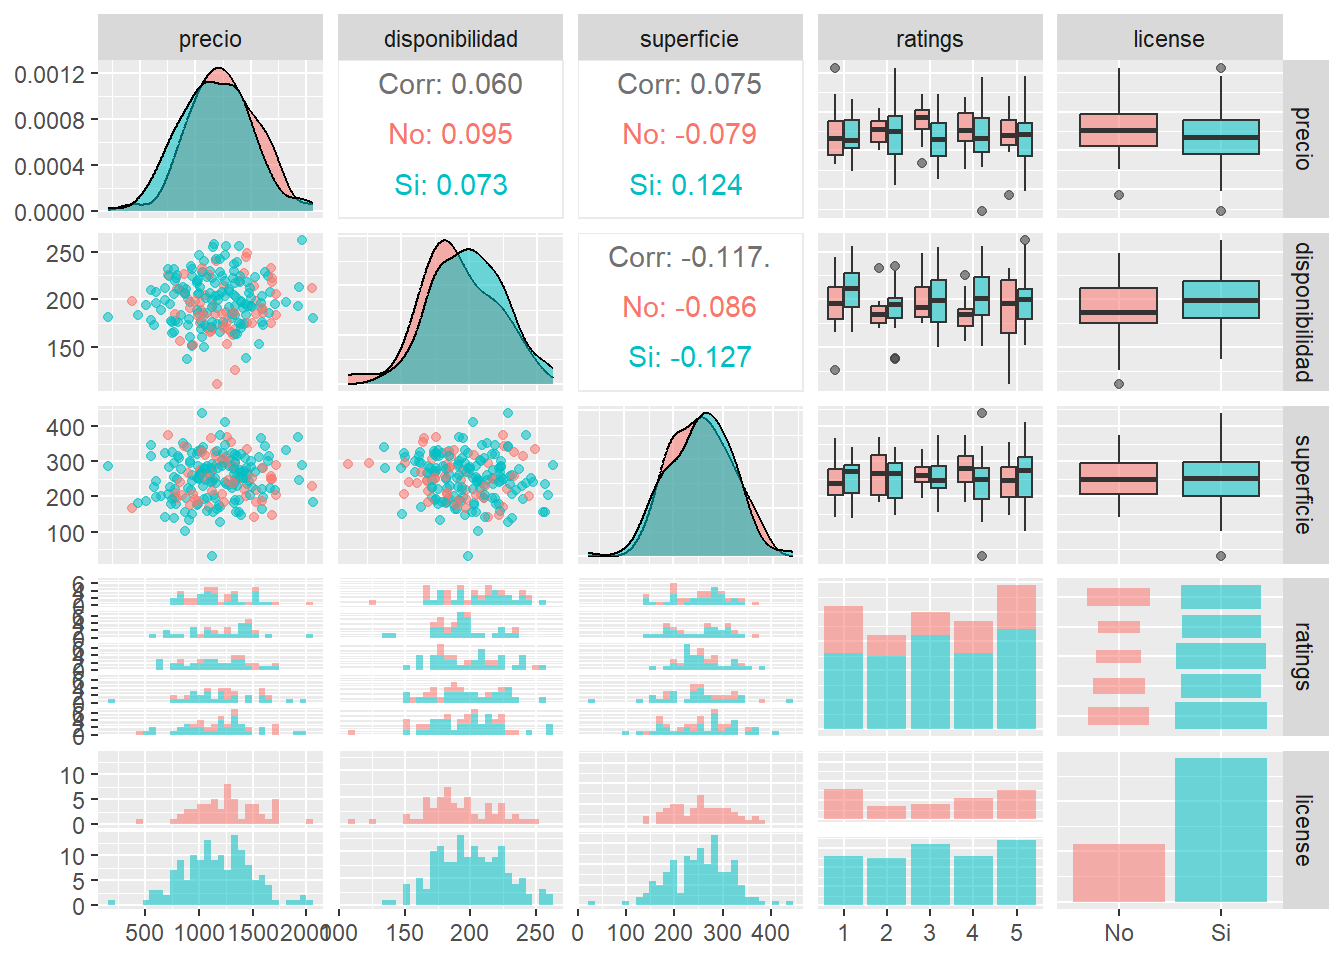 precio disponibilidad superficie ratings license
0.0012
0.0008
0.0004
0.0000
Corr: 0.060
No: 0.095
Si: 0.073
Corr: 0.075
No: -0.079
Si: 0.124
precio
250
200
150
Corr: -0.117.
No: -0.086
Si: -0.127
disponibilidad
400
300
200
100
superficie
6
4
2
0
ratings
10
5
0
10
5
0
license
500 1000 1500 2000
100 150 200 250
0 100 200 300 400
1 2 3 4 5
No Si